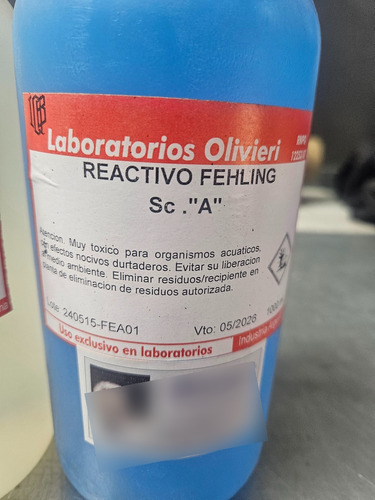 Laboratorios Olivieri
REACTIVO FEHLING
Sc ."A"
Atencion. Muy toxico para organismos acuaticos,
con efectos nocivos durtaderos. Evitar su liberacion
al medio ambiente. Eliminar residuos/recipiente en
planta de eliminacion de residuos autorizada.
Lote: 240515-FEA01
Vto: 05/2026
1000
Uso exclusivo en laboratorios
Industria